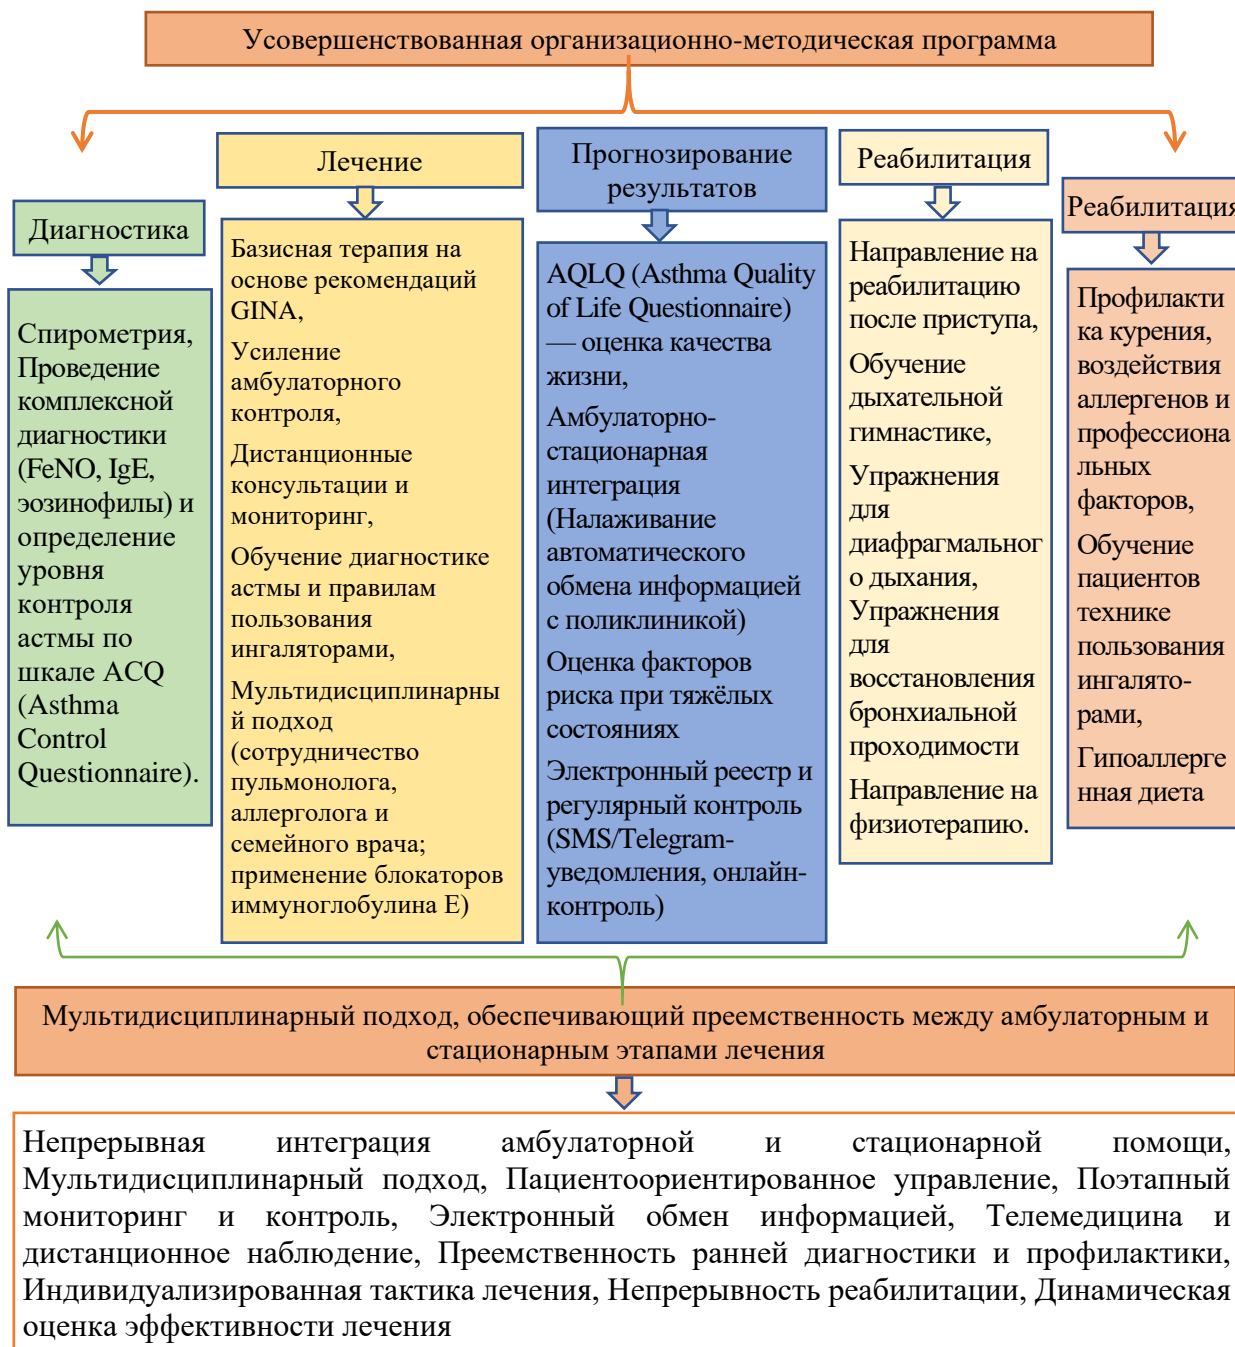 Усовершенствованная организационно-методическая программа
Диагностика
Спирометрия,
Проведение
комплексной
диагностики
(FeNO, IgE,
эозинофилы) и
определение
уровня
контроля
астмы по
шкале ACQ
(Asthma
Control
Questionnaire).
Лечение
Базисная терапия на
основе рекомендаций
GINA,
Усиление
амбулаторного
контроля,
Дистанционные
консультации и
мониторинг,
Обучение диагностике
астмы и правилам
пользования
ингаляторами,
Мультидисциплинарны
й подход
(сотрудничество
пульмонолога,
аллерголога и
семейного врача;
применение блокаторов
иммуноглобулина Е)
Прогнозирование
результатов
AQLQ (Asthma Quality
of Life Questionnaire)
— оценка качества
жизни,
Амбулаторно-
стационарная
интеграция
(Налаживание
автоматического
обмена информацией
с поликлиникой)
Оценка факторов
риска при тяжёлых
состояниях
Электронный реестр и
регулярный контроль
(SMS/Telegram-
уведомления, онлайн-
контроль)
Реабилитация
Направление на
реабилитацию
после приступа,
Обучение
дыхательной
гимнастике,
Упражнения
для
диафрагмальног
о дыхания,
Упражнения
для
восстановления
бронхиальной
проходимости
Направление на
физиотерапию.
Реабилитация
Профилакти
ка курения,
воздействия
аллергенов и
профессиона
льных
факторов,
Обучение
пациентов
технике
пользования
ингалято-
рами,
Гипоаллерге
нная диета
Мультидисциплинарный подход, обеспечивающий преемственность между амбулаторным и
стационарным этапами лечения
Непрерывная интеграция амбулаторной и стационарной помощи,
Мультидисциплинарный подход, Пациентоориентированное управление, Поэтапный
мониторинг и контроль, Электронный обмен информацией, Телемедицина и
дистанционное наблюдение, Преемственность ранней диагностики и профилактики,
Индивидуализированная тактика лечения, Непрерывность реабилитации, Динамическая
оценка эффективности лечения